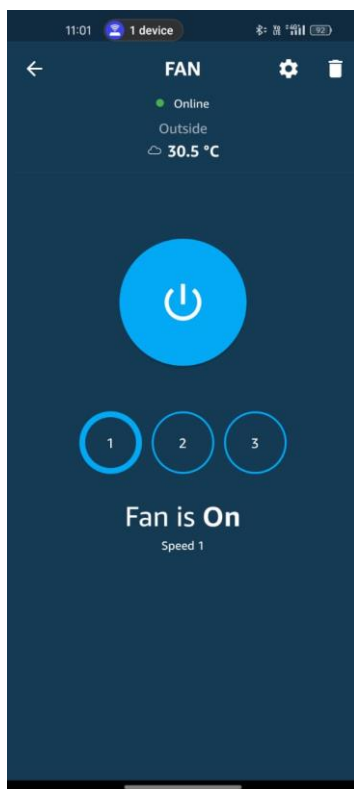 11:01 1 device 92
FAN
Online
Outside
30.5 °C
1 2 3
Fan is On
Speed 1